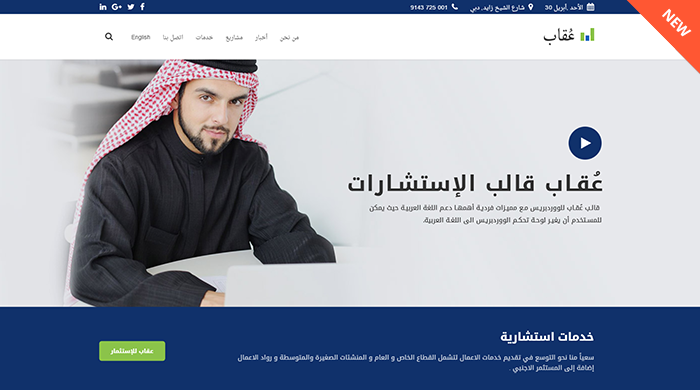 الأحد ,أبريل 30
شارع الشيخ زايد, دبي
9143 725 001
NEW
عُقاب
من نحن
أخبار
مشاريع
خدمات
اتصل بنا
English
عُقـاب قالب الإستشارات
قالب عُقاب للووردبريس مع مميزات فردية أهمها دعم اللغة العربية حيث يمكن
للمستخدم أن يغير لوحة تحكم الووردبريس الى اللغة العربية.
خدمات استشارية
سعياً منا نحو التوسع في تقديم خدمات الاعمال لتشمل القطاع الخاص و العام و المنشئات الصغيرة والمتوسطة و رواد الاعمال
إضافة إلى المستثمر الاجنبي .
عقاب للإستثمار